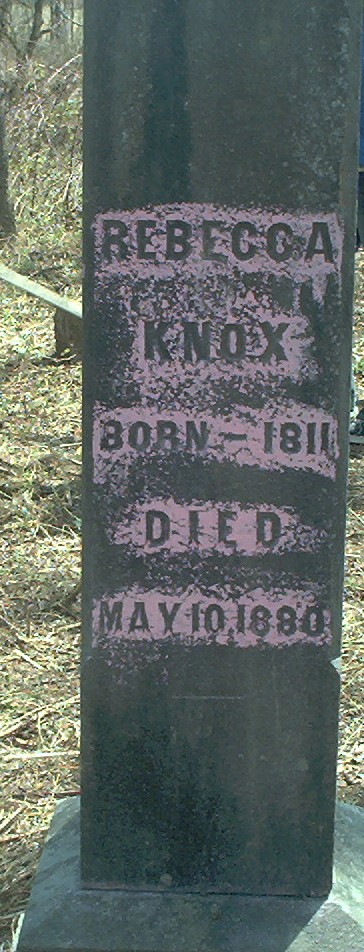 REBECCA
KNOX
BORN - 1811
DIED
MAY 10, 1880